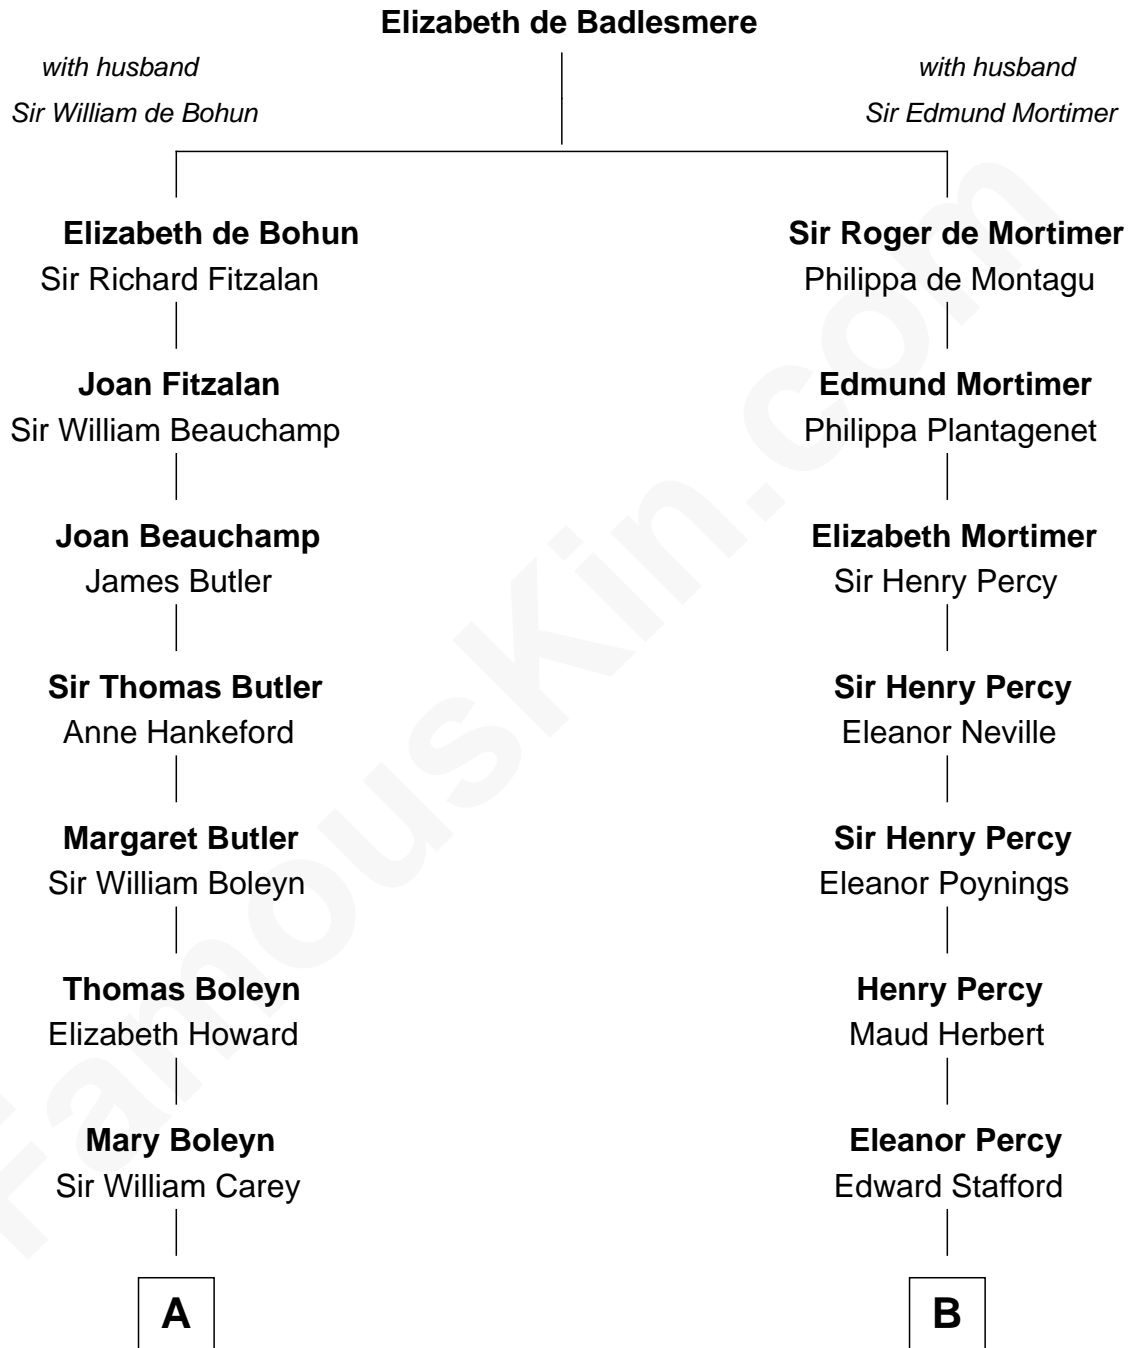 Elizabeth de Badlesmere
with husband
Sir William de Bohun
with husband
Sir Edmund Mortimer
Elizabeth de Bohun
Sir Richard Fitzalan
Sir Roger de Mortimer
Philippa de Montagu
Joan Fitzalan
Sir William Beauchamp
Edmund Mortimer
Philippa Plantagenet
Joan Beauchamp
James Butler
Elizabeth Mortimer
Sir Henry Percy
Sir Thomas Butler
Anne Hankeford
Sir Henry Percy
Eleanor Neville
Margaret Butler
Sir William Boleyn
Sir Henry Percy
Eleanor Poynings
Thomas Boleyn
Elizabeth Howard
Henry Percy
Maud Herbert
Mary Boleyn
Sir William Carey
Eleanor Percy
Edward Stafford
A
B
FamousKin.com